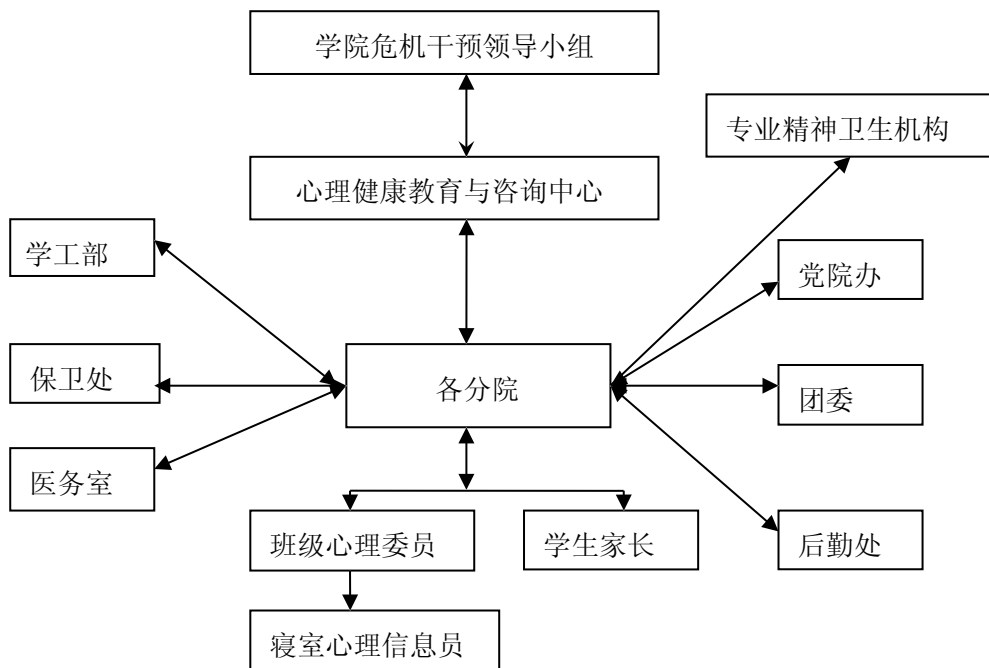 学院危机干预领导小组
专业精神卫生机构
心理健康教育与咨询中心
学工部
党院办
保卫处
各分院
团委
医务室
班级心理委员
学生家长
后勤处
寝室心理信息员